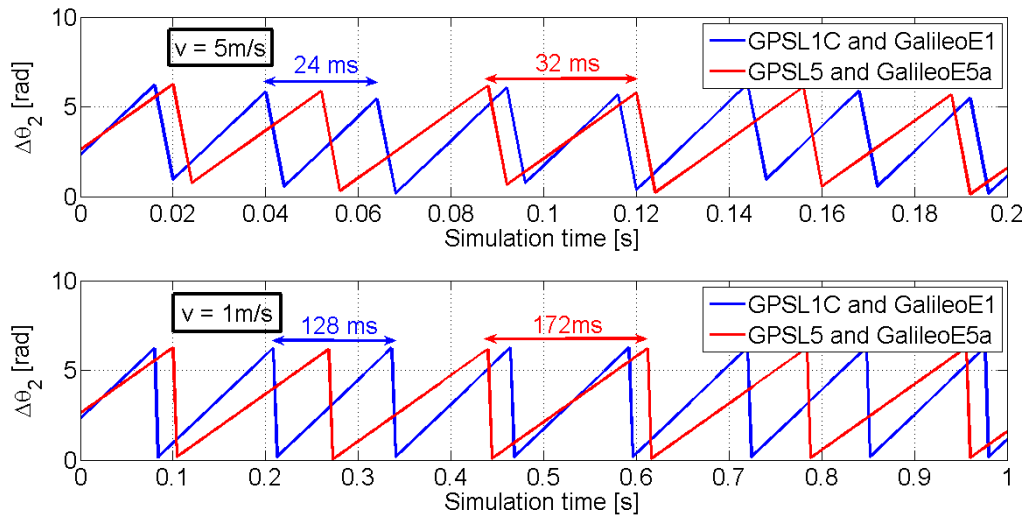 10
5
0
Δθ2 [rad]
v = 5m/s
24 ms
32 ms
GPSL1C and GalileoE1
GPSL5 and GalileoE5a
0 0.02 0.04 0.06 0.08 0.1 0.12 0.14 0.16 0.18 0.2
Simulation time [s]
10
5
0
Δθ2 [rad]
v = 1m/s
128 ms
172ms
GPSL1C and GalileoE1
GPSL5 and GalileoE5a
0 0.1 0.2 0.3 0.4 0.5 0.6 0.7 0.8 0.9 1
Simulation time [s]